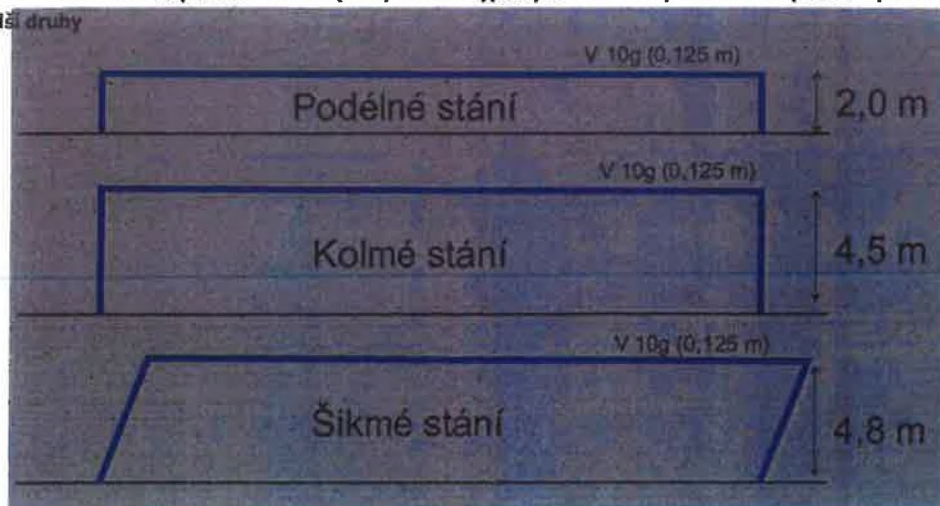 druhy
V 10g (0,125 m)
Podélné stání
2,0 m
V 10g (0,125 m)
Kolmé stání
4,5 m
V 10g (0,125 m)
Šikmé stání
4,8 m